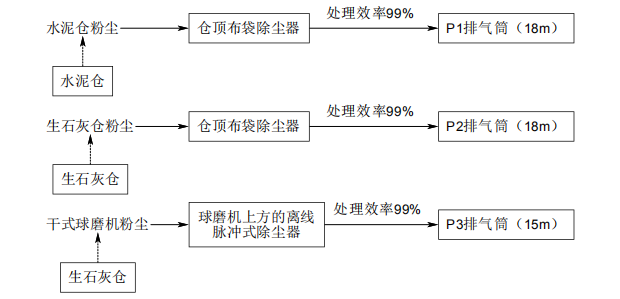 水泥仓粉尘
仓顶布袋除尘器
处理效率99%
P1排气筒（18m）
水泥仓
生石灰仓粉尘
仓顶布袋除尘器
处理效率99%
P2排气筒（18m）
生石灰仓
干式球磨机粉尘
球磨机上方的离线
脉冲式除尘器
处理效率99%
P3排气筒（15m）
生石灰仓